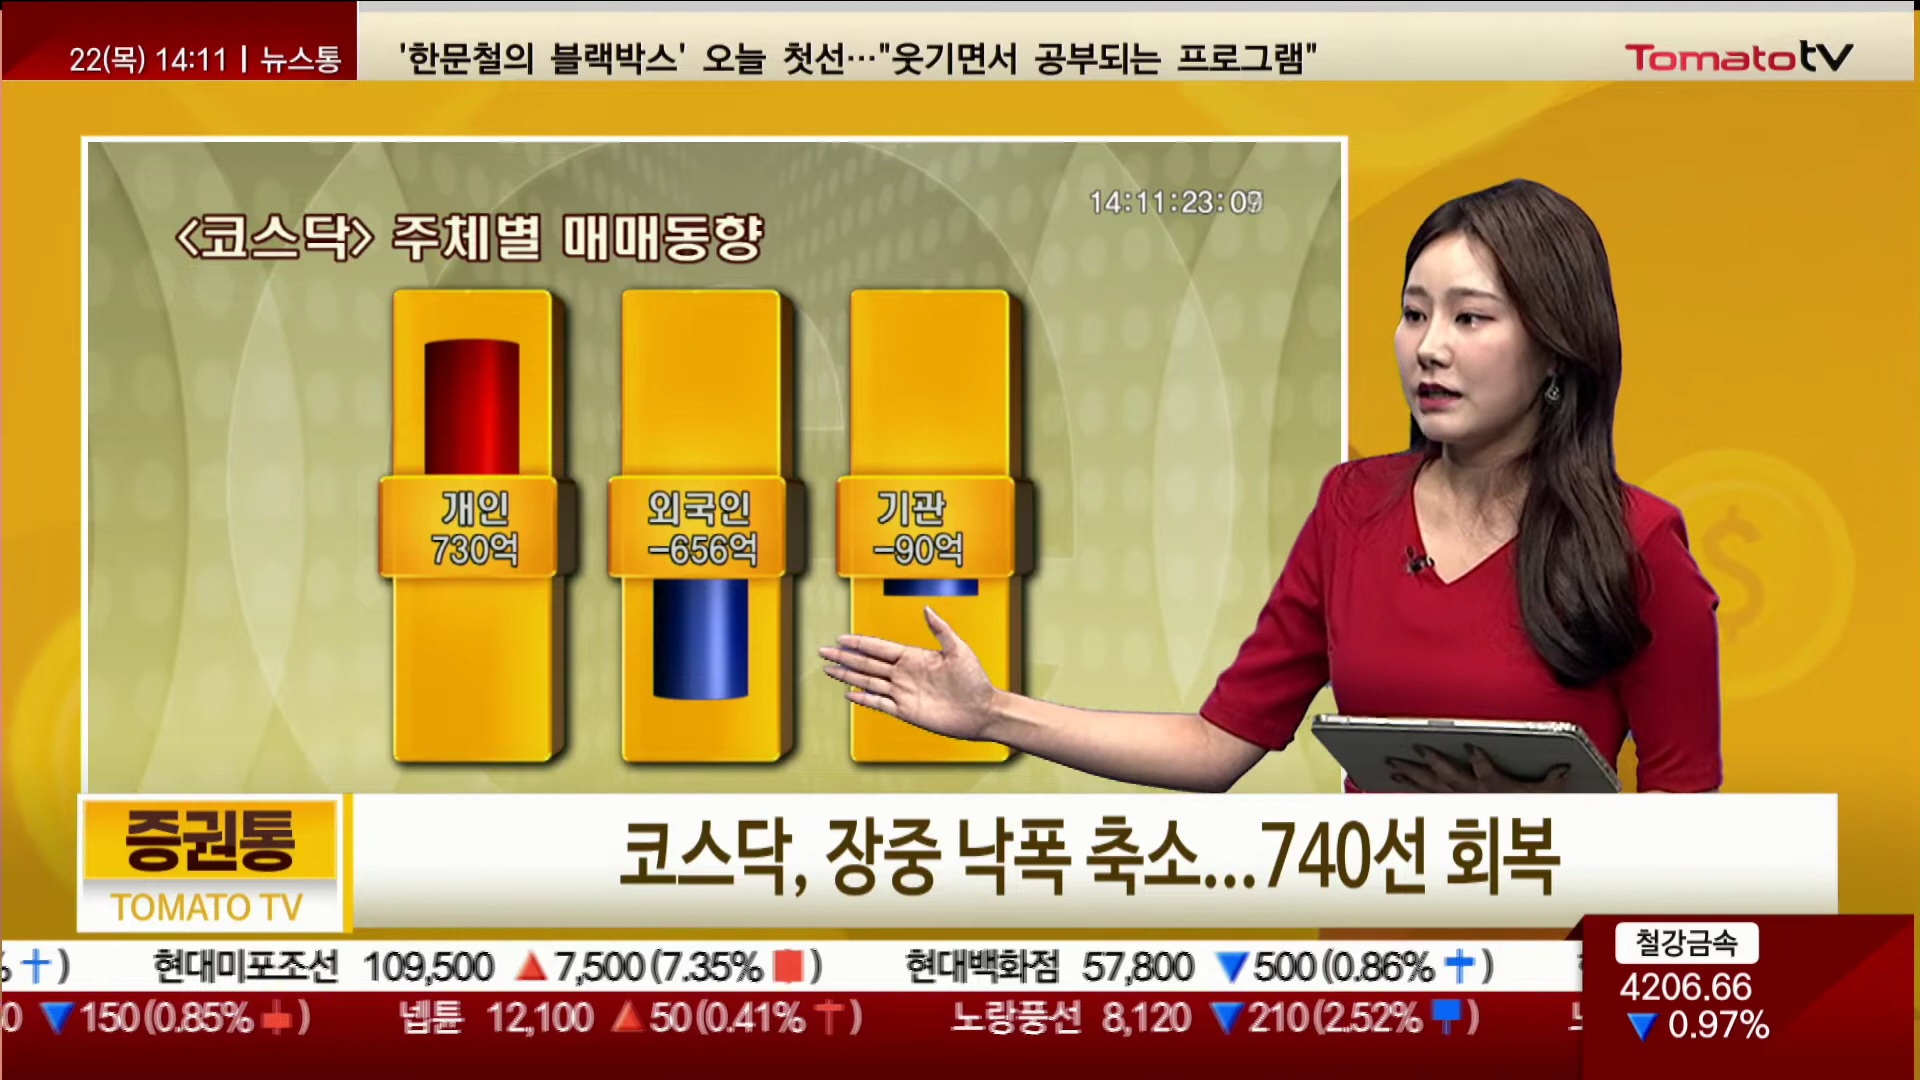 22(목) 14:11 | 뉴스통
'한문철의 블랙박스' 오늘 첫선…"웃기면서 공부되는 프로그램"
Tomatotv
14:11:23:0
<코스닥> 주체별 매매동향
개인
730억
외국인
-656억
기관
-90억
증권통
TOMATO TV
코스닥, 장중 낙폭 축소...740선 회복
% ) 현대미포조선 109,500 ▲7,500(7.35% ) 현대백화점 57,800 ▼500(0.86% )
0 ▼150(0.85% ) 넵튠 12,100 ▲50(0.41%↑) 노랑풍선 8,120 ▼210(2.52% )
철강금속
4206.66
▼ 0.97%